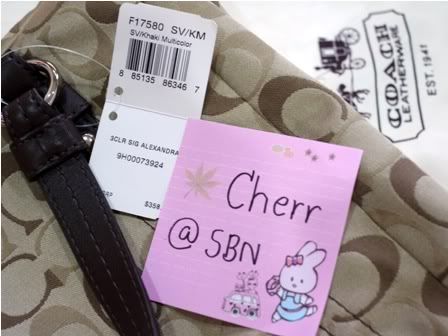 F17580 SV/KM
SV/Khaki Multicolor
8 85135 86346 7
3CLR SIG ALEXANDRA
9H00073924
$358.
Cherr
@ SBN
COACH
LEATHERWARE
EST. 1941